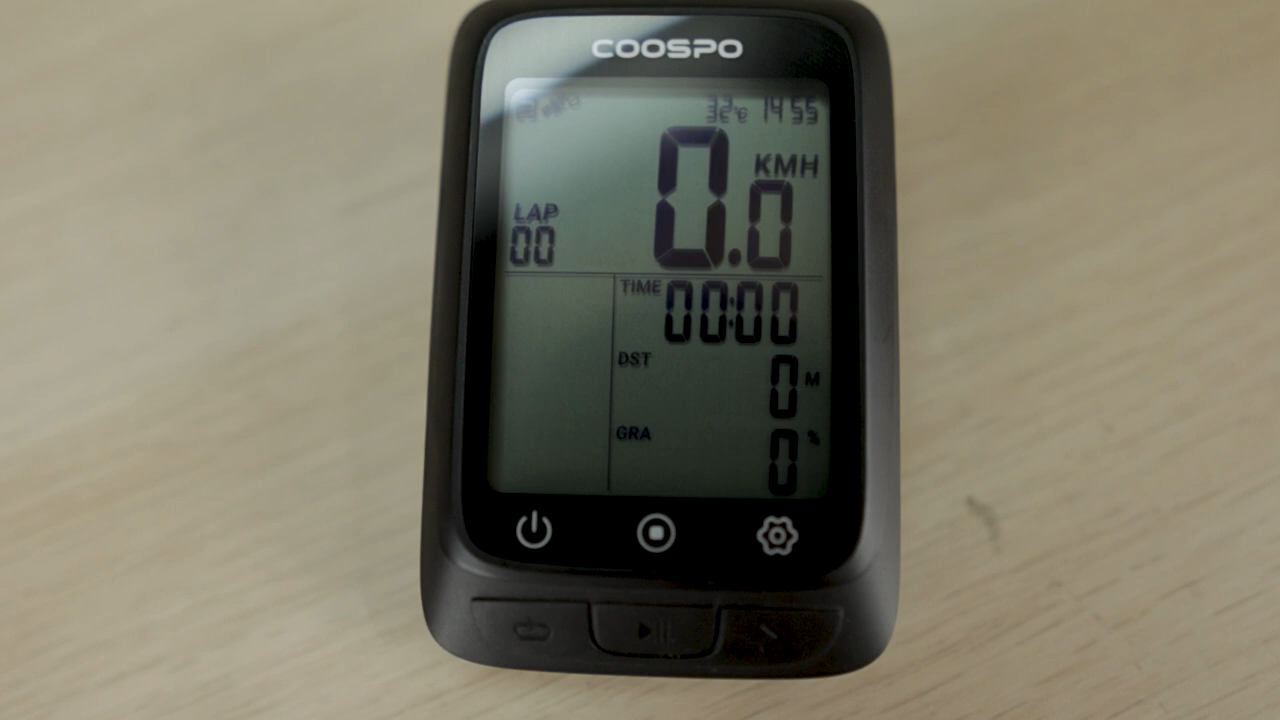 COOSPO
32°C 14 55
KMH
0.0
LAP
00
TIME 00:00
DST 0 M
GRA 0 %